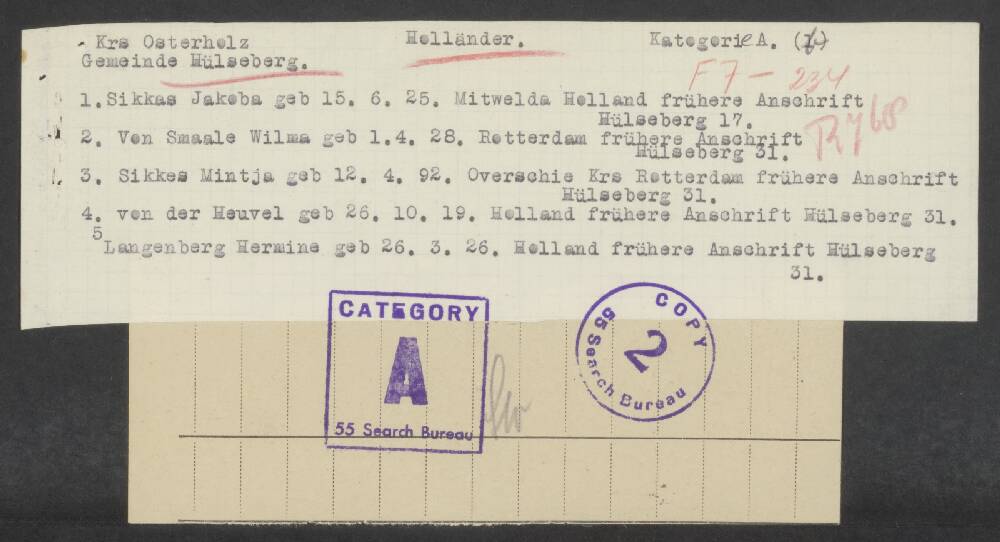 Krs Osterholz Holländer. Kategorie A. (b)
Gemeinde Hülseberg.
F7 - 234
1. Sikkas Jakoba geb 15. 6. 25. Mitwelda Holland frühere Anschrift
Hülseberg 17.
2. Von Smaale Wilma geb 1.4. 28. Rotterdam frühere Anschrift
Hülseberg 31.
3. Sikkes Mintja geb 12. 4. 92. Overschie Krs Rotterdam frühere Anschrift
Hülseberg 31.
4. von der Heuvel geb 26. 10. 19. Holland frühere Anschrift Hülseberg 31.
5 Langenberg Hermine geb 26. 3. 26. Holland frühere Anschrift Hülseberg
31.
CATEGORY
A
55 Search Bureau
COPY
2
55 Search Bureau